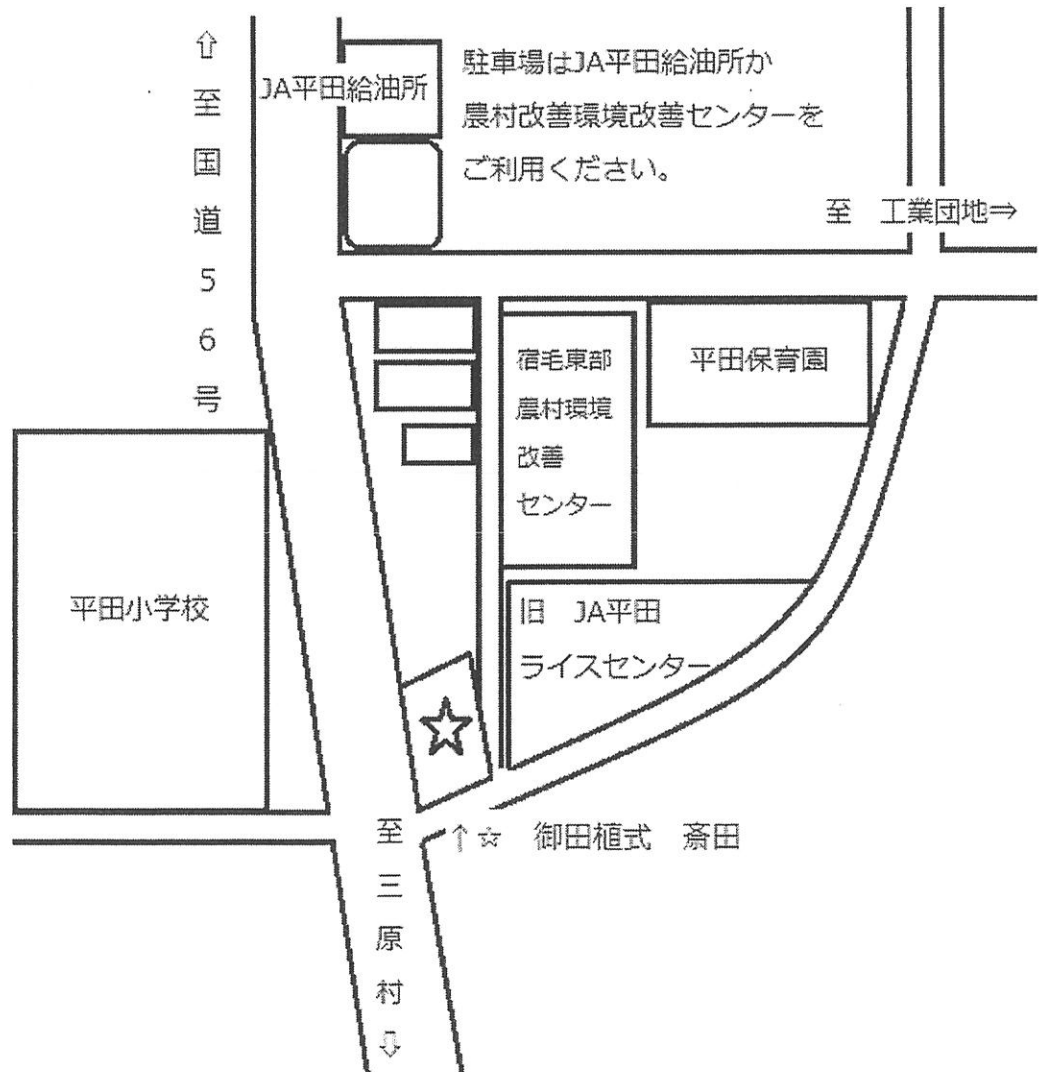 ⇧至国道56号
JA平田給油所
駐車場はJA平田給油所か
農村改善環境改善センターを
ご利用ください。
至　工業団地⇒
宿毛東部
農村環境
改善
センター
平田保育園
平田小学校
旧　JA平田
ライスセンター
☆
↑☆　御田植式　斎田
至三原村⇩